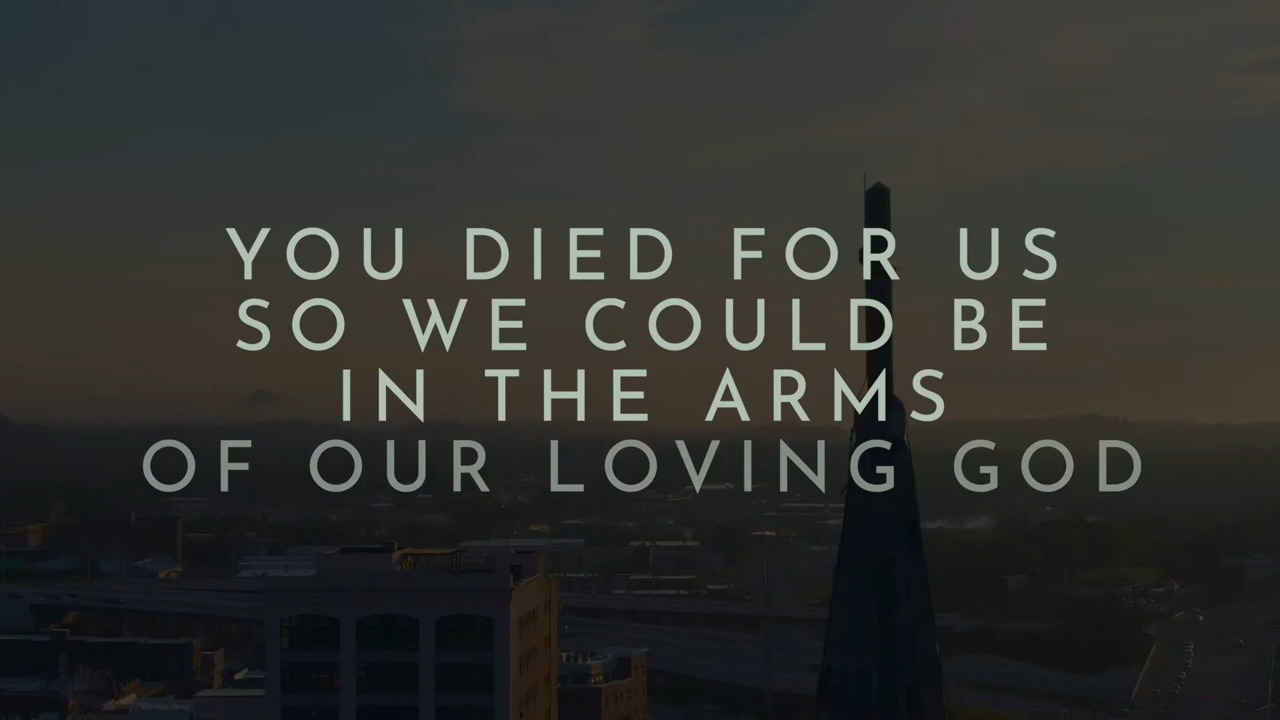 YOU DIED FOR US
SO WE COULD BE
IN THE ARMS
OF OUR LOVING GOD